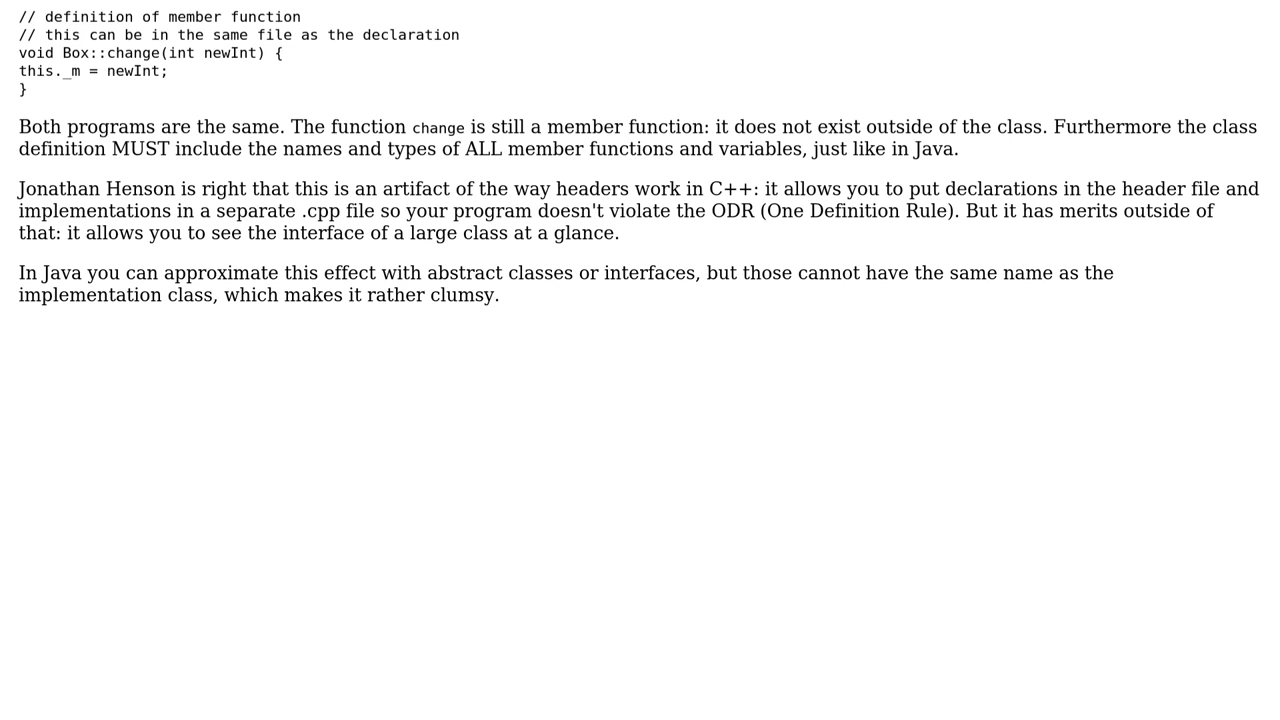 // definition of member function
// this can be in the same file as the declaration
void Box::change(int newInt) {
this._m = newInt;
}
Both programs are the same. The function change is still a member function: it does not exist outside of the class. Furthermore the class
definition MUST include the names and types of ALL member functions and variables, just like in Java.
Jonathan Henson is right that this is an artifact of the way headers work in C++: it allows you to put declarations in the header file and
implementations in a separate .cpp file so your program doesn't violate the ODR (One Definition Rule). But it has merits outside of
that: it allows you to see the interface of a large class at a glance.
In Java you can approximate this effect with abstract classes or interfaces, but those cannot have the same name as the
implementation class, which makes it rather clumsy.